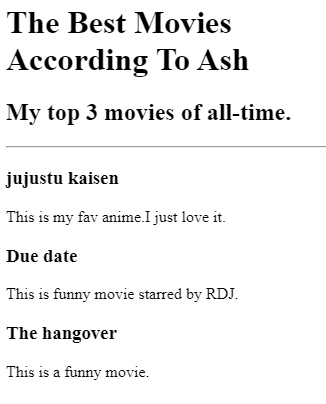 The Best Movies
According To Ash
My top 3 movies of all-time.
jujustu kaisen
This is my fav anime.I just love it.
Due date
This is funny movie starred by RDJ.
The hangover
This is a funny movie.